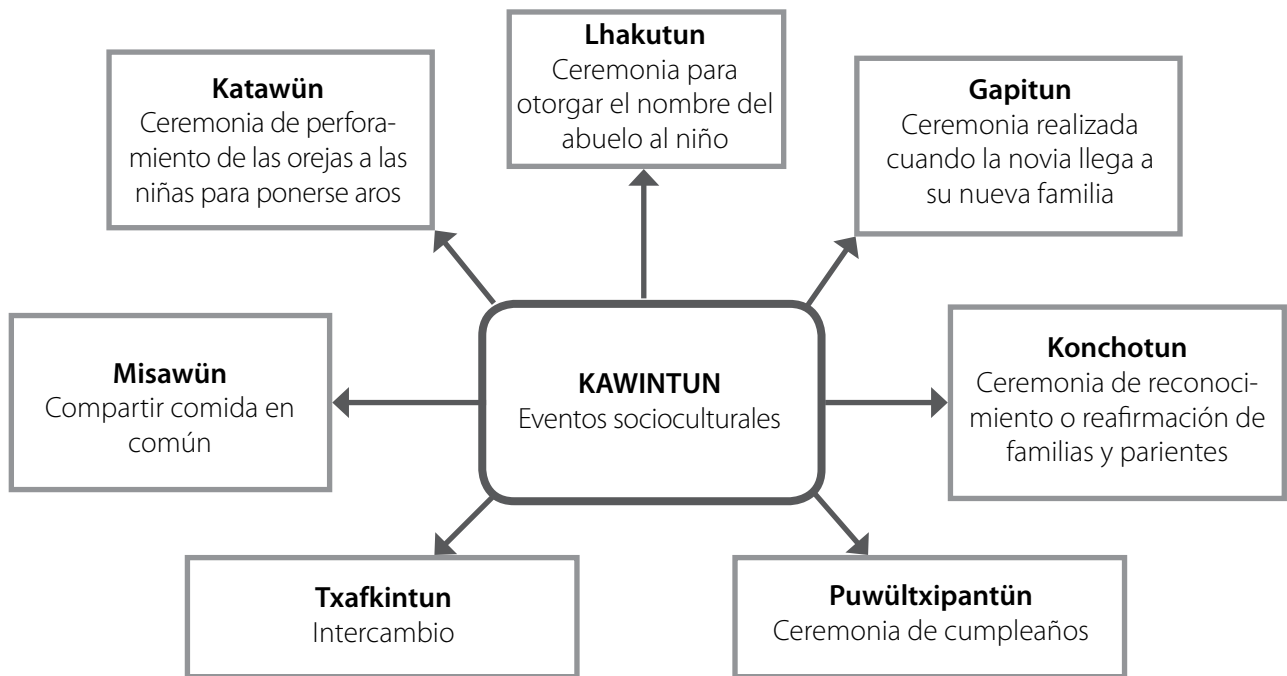 Lhakutun
Ceremonia para
otorgar el nombre del
abuelo al niño
Katawün
Ceremonia de perfora-
miento de las orejas a las
niñas para ponerse aros
Gapitun
Ceremonia realizada
cuando la novia llega a
su nueva familia
Misawün
Compartir comida en
común
KAWINTUN
Eventos socioculturales
Konchotun
Ceremonia de reconoci-
miento o reafirmación de
familias y parientes
Txafkintun
Intercambio
Puwültxipantün
Ceremonia de cumpleaños